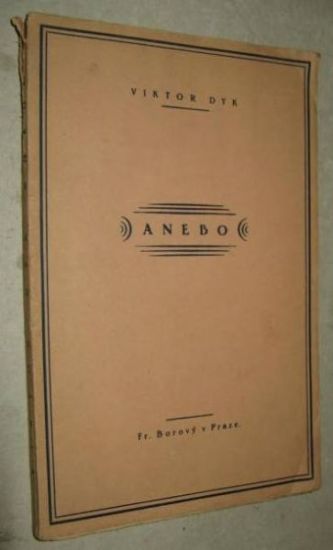 VIKTOR DYK
ANEBO
Fr. Borový v Praze.